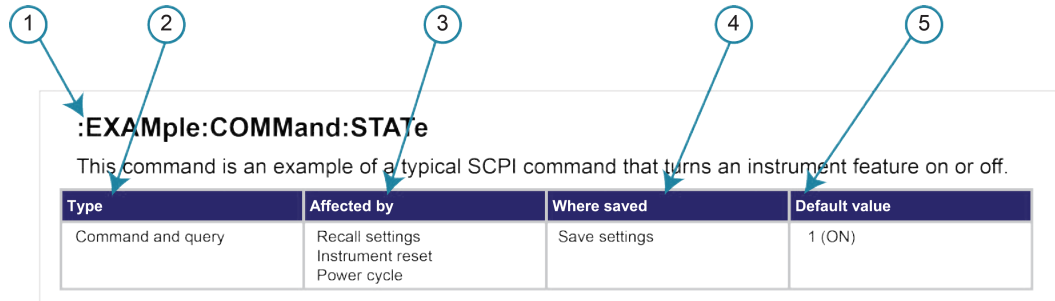 1 2 3 4 5
:EXAMple:COMMand:STATe
This command is an example of a typical SCPI command that turns an instrument feature on or off.
Type Affected by Where saved Default value
Command and query Recall settings Save settings 1 (ON)
Instrument reset
Power cycle